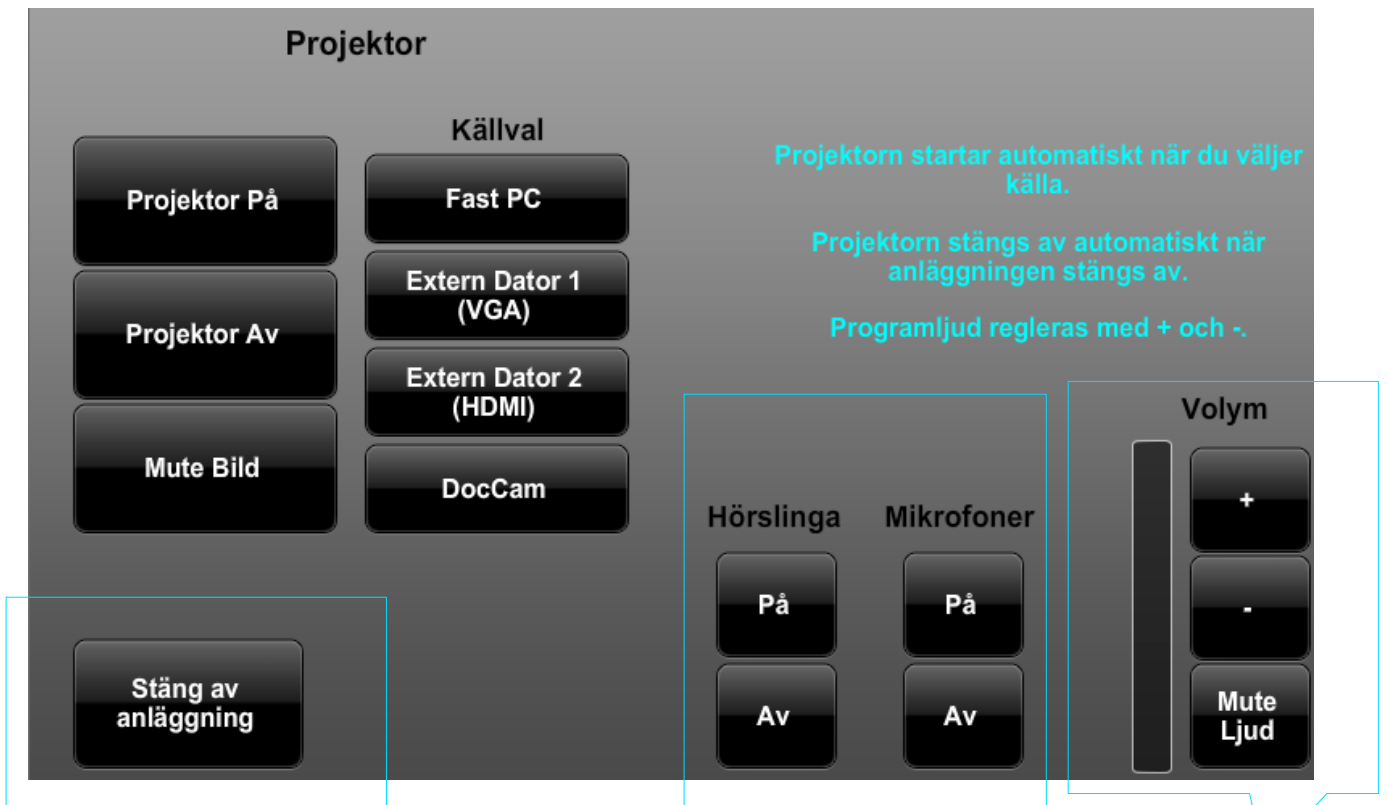 Projektor
Projektor På
Projektor Av
Mute Bild
Källval
Fast PC
Extern Dator 1
(VGA)
Extern Dator 2
(HDMI)
DocCam
Projektorn startar automatiskt när du väljer
källa.
Projektorn stängs av automatiskt när
anläggningen stängs av.
Programljud regleras med + och -.
Stäng av
anläggning
Hörslinga
På
Av
Mikrofoner
På
Av
Volym
+
-
Mute
Ljud